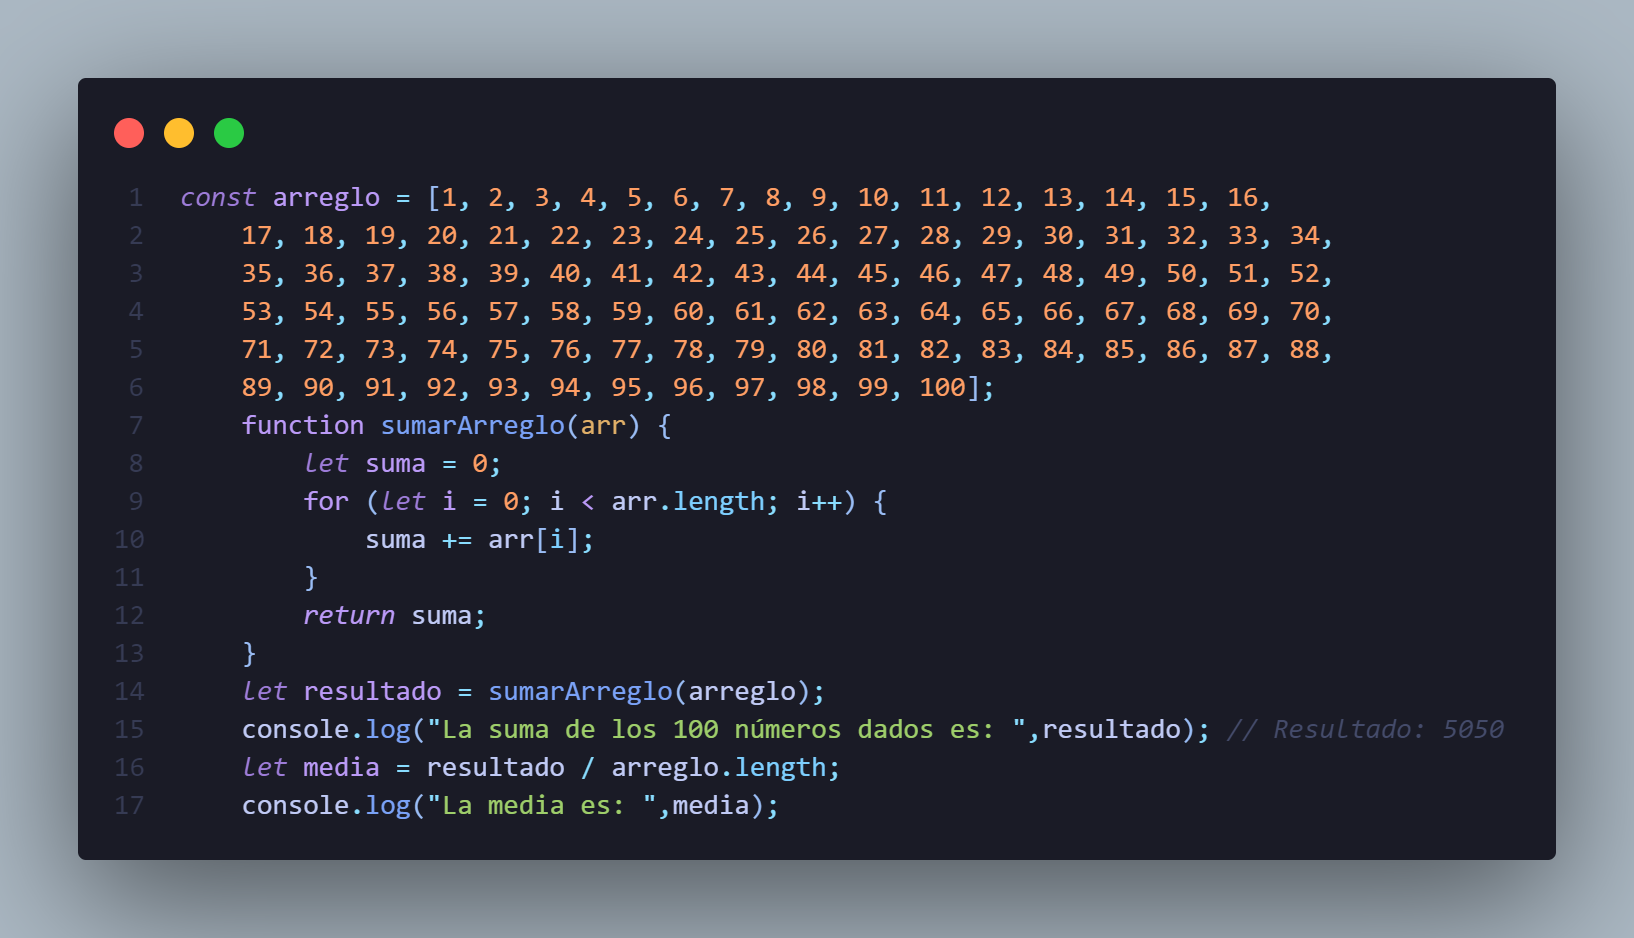 1 const arreglo = [1, 2, 3, 4, 5, 6, 7, 8, 9, 10, 11, 12, 13, 14, 15, 16,
2     17, 18, 19, 20, 21, 22, 23, 24, 25, 26, 27, 28, 29, 30, 31, 32, 33, 34,
3     35, 36, 37, 38, 39, 40, 41, 42, 43, 44, 45, 46, 47, 48, 49, 50, 51, 52,
4     53, 54, 55, 56, 57, 58, 59, 60, 61, 62, 63, 64, 65, 66, 67, 68, 69, 70,
5     71, 72, 73, 74, 75, 76, 77, 78, 79, 80, 81, 82, 83, 84, 85, 86, 87, 88,
6     89, 90, 91, 92, 93, 94, 95, 96, 97, 98, 99, 100];
7     function sumarArreglo(arr) {
8         let suma = 0;
9         for (let i = 0; i < arr.length; i++) {
10             suma += arr[i];
11         }
12         return suma;
13     }
14     let resultado = sumarArreglo(arreglo);
15     console.log("La suma de los 100 números dados es: ",resultado); // Resultado: 5050
16     let media = resultado / arreglo.length;
17     console.log("La media es: ",media);